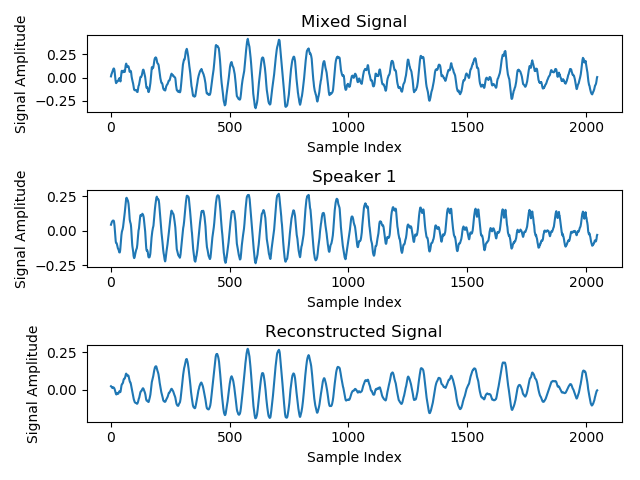 Mixed Signal
Signal Amplitude
0.25
0.00
−0.25
0
500
1000
1500
2000
Sample Index
Speaker 1
Signal Amplitude
0.25
0.00
−0.25
0
500
1000
1500
2000
Sample Index
Reconstructed Signal
Signal Amplitude
0.25
0.00
0
500
1000
1500
2000
Sample Index